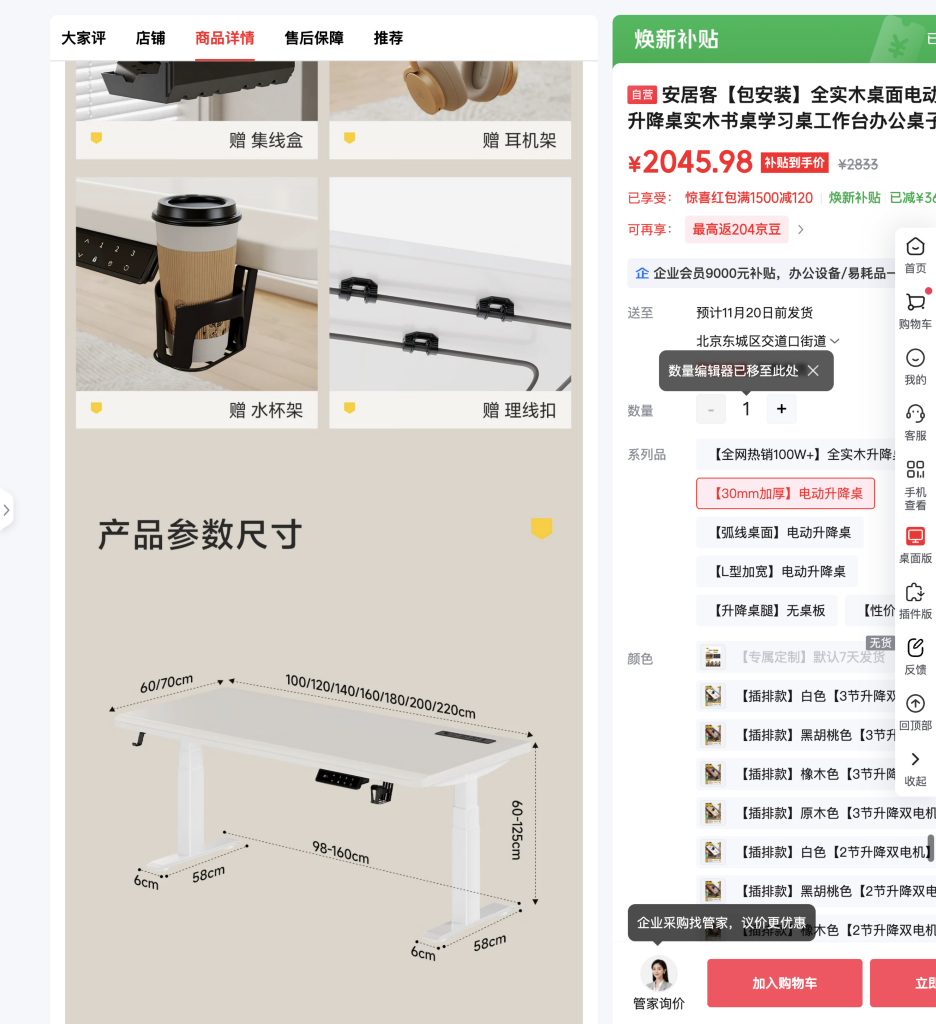 大家评 店铺 商品详情 售后保障 推荐
赠 集线盒
赠 耳机架
赠 水杯架
赠 理线扣
产品参数尺寸
60/70cm
100/120/140/160/180/200/220cm
60-125cm
98-160cm
6cm
58cm
6cm
58cm
焕新补贴
自营 安居客【包安装】全实木桌面电动
升降桌实木书桌学习桌工作台办公桌子
¥2045.98 补贴到手价 ¥2833
已享受： 惊喜红包满1500减120 焕新补贴 已减¥36
可再享： 最高返204京豆
企业会员9000元补贴，办公设备/易耗品一
送至 预计11月20日前发货
北京东城区交道口街道
数量编辑器已移至此处
数量 - 1 +
系列品 【全网热销100W+】全实木升降
【30mm加厚】电动升降桌
【弧线桌面】电动升降桌
【L型加宽】电动升降桌
【升降桌腿】无桌板 【性价
颜色 【专属定制】默认7天发货 无货
【插排款】白色【3节升降双
【插排款】黑胡桃色【3节升
【插排款】橡木色【3节升降
【插排款】原木色【3节升降双电机
【插排款】白色【2节升降双电机】
【插排款】黑胡桃色【2节升降双电
【插排款】橡木色【2节升降双电机
企业采购找管家，议价更优惠
管家询价
加入购物车
立即
首页
购物车
我的
客服
手机
查看
桌面版
插件版
反馈
回顶部
收起